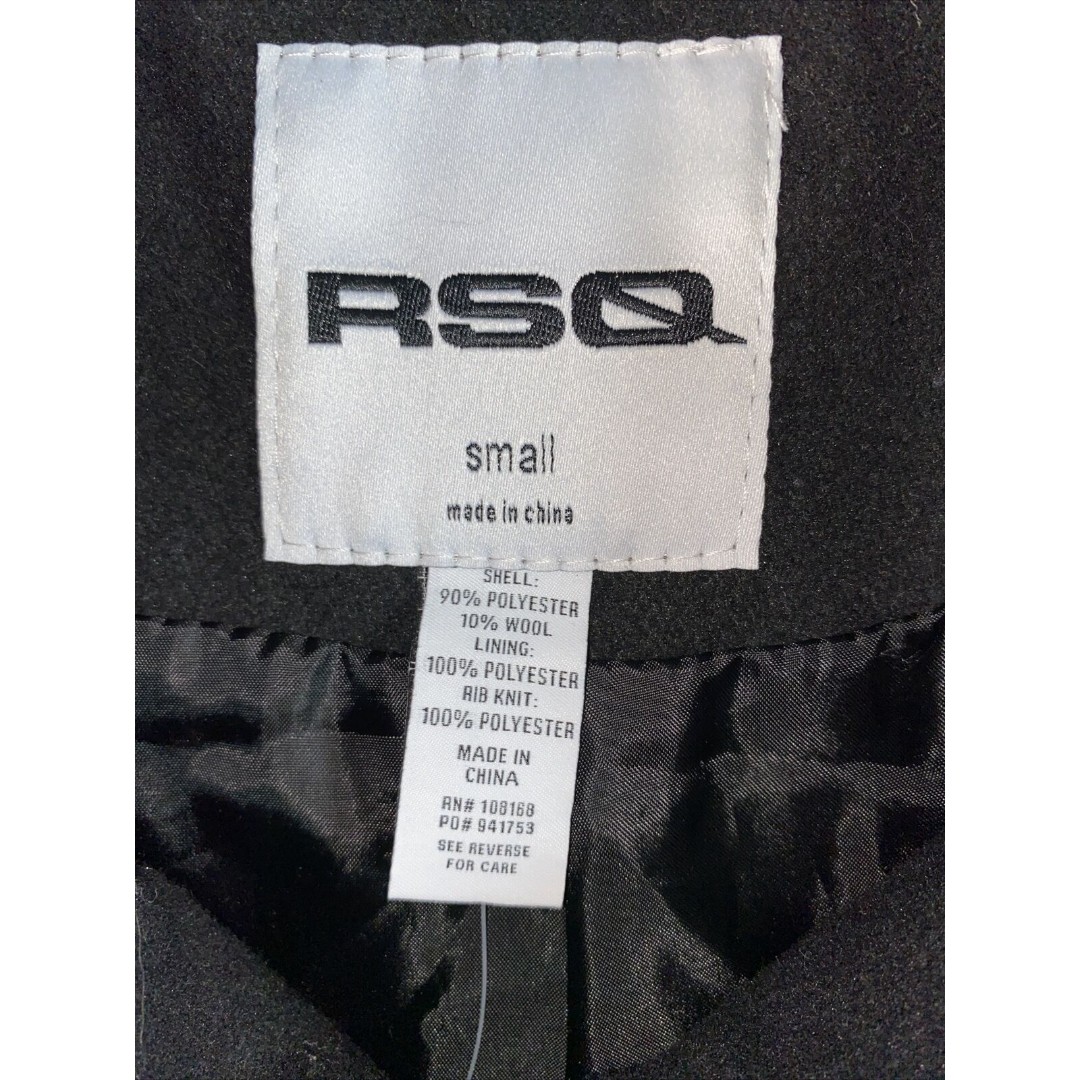 RSQ
small
made in china
SHELL:
90% POLYESTER
10% WOOL
LINING:
100% POLYESTER
RIB KNIT:
100% POLYESTER
MADE IN
CHINA
RN# 108168
PO# 941753
SEE REVERSE
FOR CARE